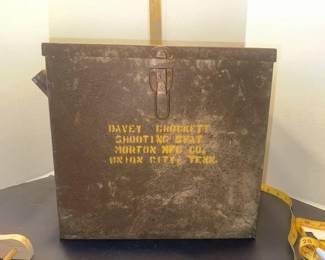 DAVEY CROCKETT
SHOOTING SEAT
MORTON MFG CO.
UNION CITY, TENN.